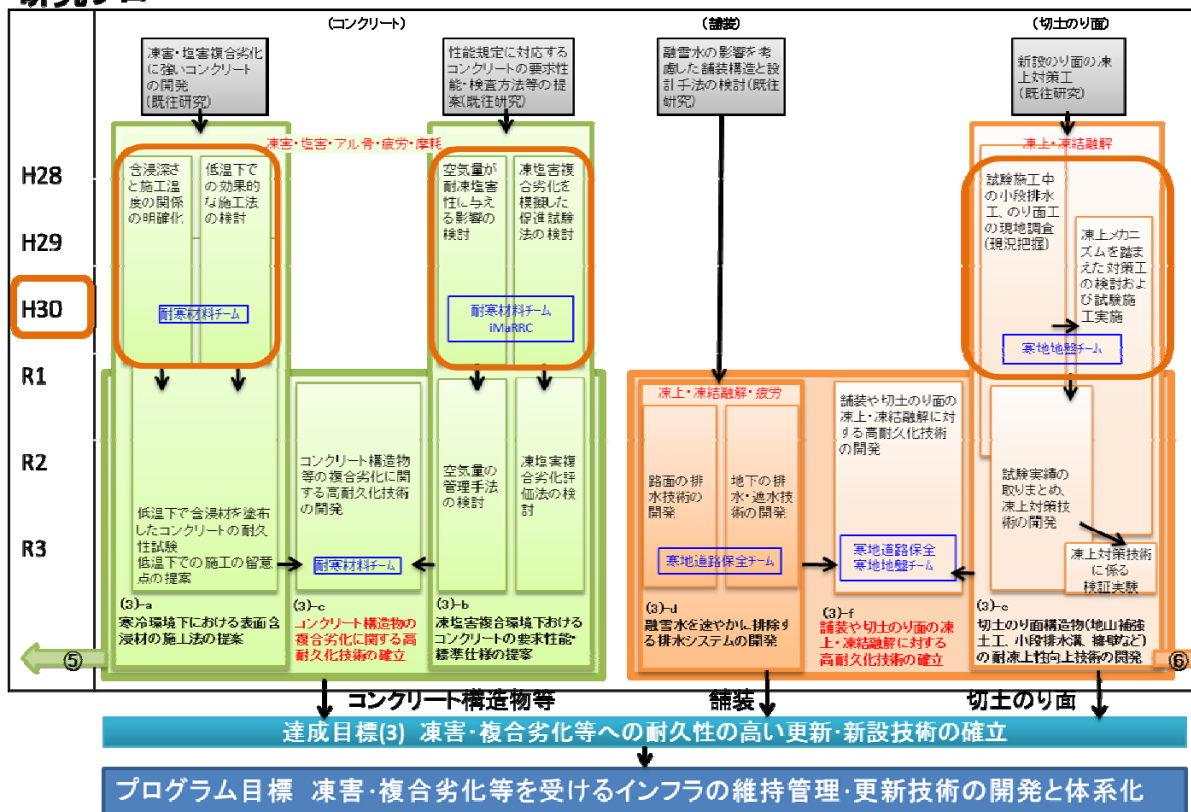 (コンクリート)
(舗装)
(切土のり面)
凍害・塩害複合劣化
に強いコンクリート
の開発
(既往研究)
性能規定に対応する
コンクリートの要求性
能・検査方法等の提
案(既往研究)
融雪水の影響を考
慮した舗装構造と設
計手法の検討(既往
研究)
新設のり面の凍
上対策工
(既往研究)
凍害・塩害・アル骨・疲労・摩耗
凍上・凍結融解
H28
H29
H30
R1
R2
R3
含浸深さ
と施工温
度の関係
の明確化
低温下で
の効果的
な施工法
の検討
空気量が
耐凍塩害
性に与え
る影響の
検討
凍塩害複
合劣化を
模擬した
促進試験
法の検討
試験施工中
の小段排水
工、のり面工
の現地調査
(現況把握)
凍上メカニ
ズムを踏ま
えた対策工
の検討およ
び試験施
工実施
耐寒材料チーム
耐寒材料チーム
iMaRRC
寒地地盤チーム
凍上・凍結融解・疲労
低温下で含浸材を塗布
したコンクリートの耐久
性試験
低温下での施工の留意
点の提案
コンクリート構造物
等の複合劣化に関
する高耐久化技術
の開発
耐寒材料チーム
空気量の
管理手法
の検討
凍塩害複
合劣化評
価法の検
討
路面の排
水技術の
開発
地下の排
水・遮水技
術の開発
寒地道路保全チーム
舗装や切土のり面の
凍上・凍結融解に対
する高耐久化技術
の開発
寒地道路保全
寒地地盤チーム
試験実績の
取りまとめ、
凍上対策技
術の開発
凍上対策技術
に係る
検証実験
(3)-a
寒冷環境下における表面含
浸材の施工法の提案
(3)-c
コンクリート構造物の
複合劣化に関する高
耐久化技術の確立
(3)-b
凍塩害複合環境下おける
コンクリートの要求性能・
標準仕様の提案
(3)-d
融雪水を速やかに排除す
る排水システムの開発
(3)-f
舗装や切土のり面の凍
上・凍結融解に対する
高耐久化技術の確立
(3)-e
切土のり面構造物(地山補強
土工、小段排水溝、擁壁など)
の耐凍上性向上技術の開発
⑤
⑥
コンクリート構造物等
舗装
切土のり面
達成目標(3) 凍害・複合劣化等への耐久性の高い更新・新設技術の確立
プログラム目標 凍害・複合劣化等を受けるインフラの維持管理・更新技術の開発と体系化